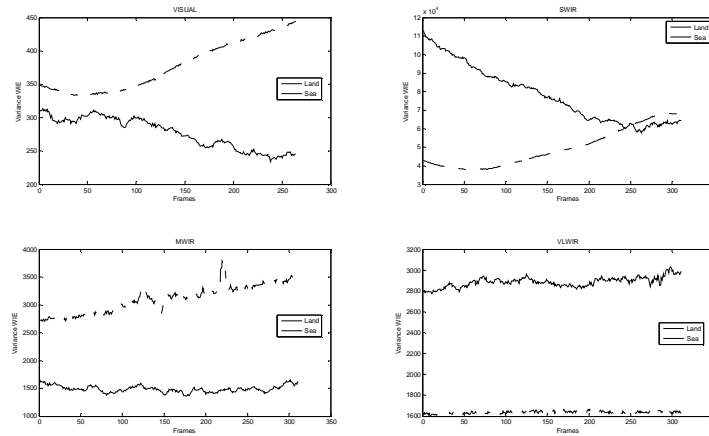 VISUAL
450
400
350
300
250
200
0 50 100 150 200 250 300
Variance WIE
Frames
Land
Sea
SWIR
x 10⁴
12
11
10
9
8
7
6
5
4
3
0 50 100 150 200 250 300
Variance WIE
Frames
Land
Sea
MWIR
4000
3500
3000
2500
2000
1500
1000
0 50 100 150 200 250 300 350
Variance WIE
Frames
Land
Sea
VLWIR
3200
3000
2800
2600
2400
2200
2000
1800
1600
0 50 100 150 200 250 300
Variance WIE
Frames
Land
Sea